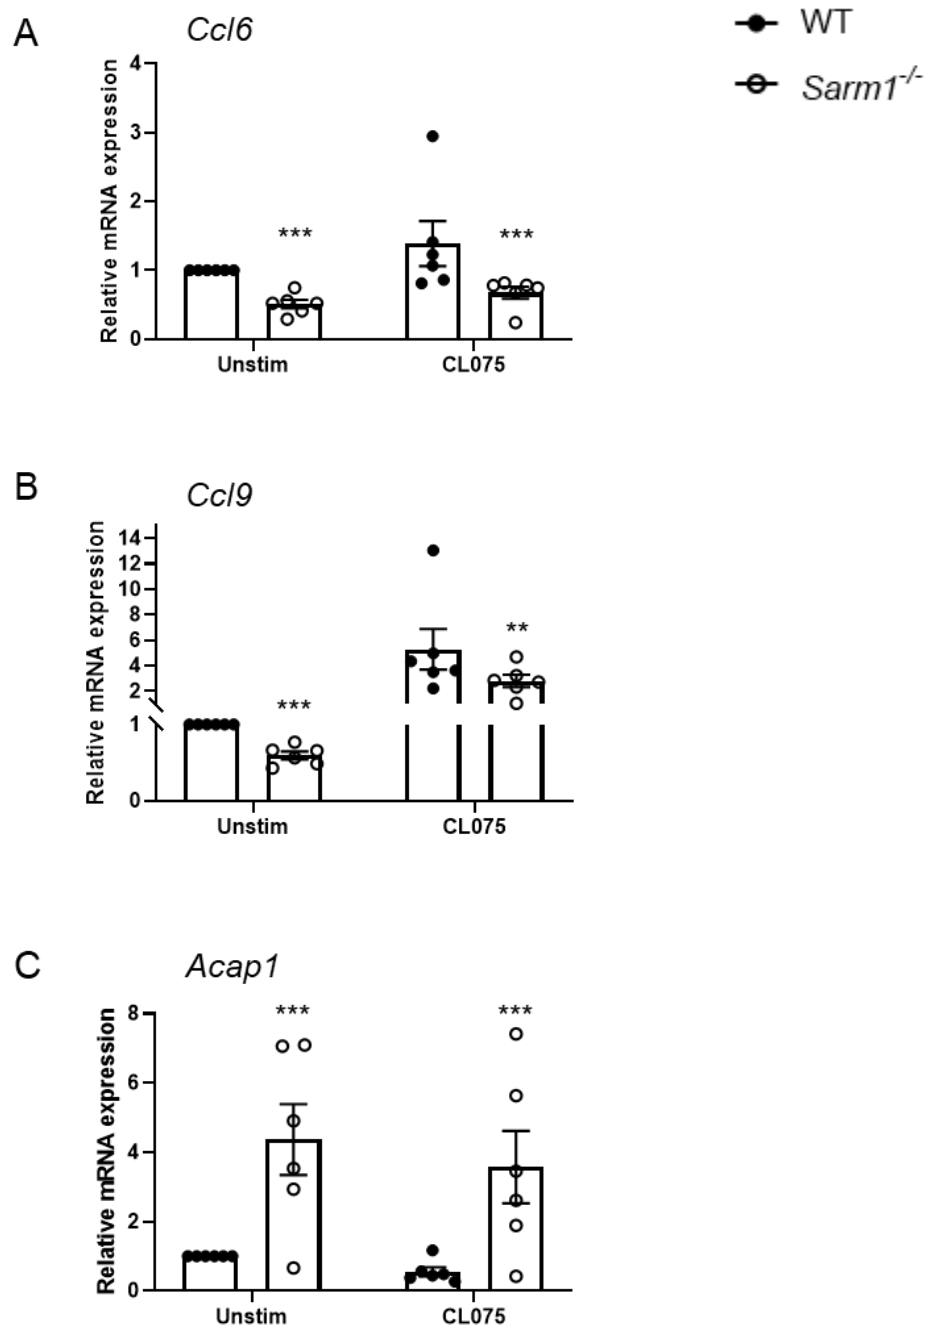 A
Ccl6
WT
Sarm1-/-
Relative mRNA expression
4
3
2
1
0
***
***
Unstim
CL075
B
Ccl9
Relative mRNA expression
14
12
10
8
6
4
2
1
0
***
**
Unstim
CL075
C
Acap1
Relative mRNA expression
8
6
4
2
0
***
***
Unstim
CL075